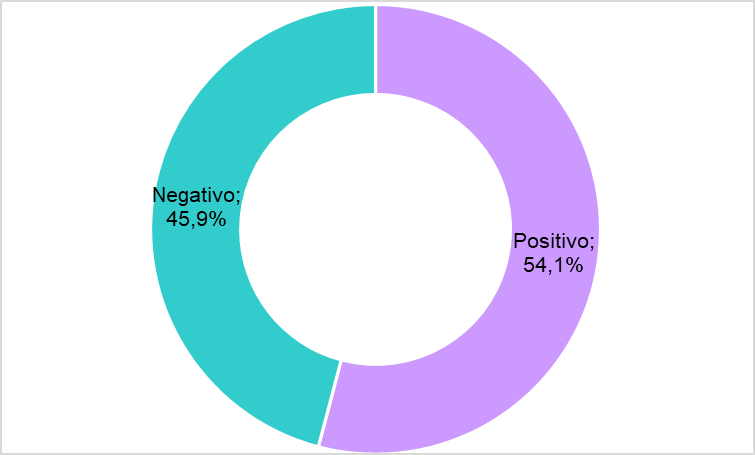 Negativo;
45,9%
Positivo;
54,1%